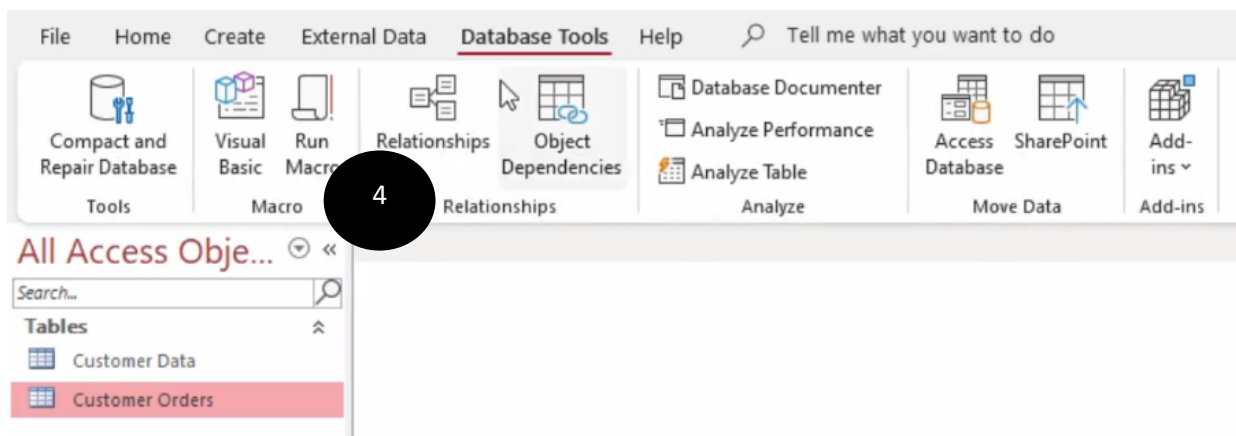 File Home Create External Data Database Tools Help Tell me what you want to do
Compact and
Repair Database
Tools
Visual
Basic
Run
Macro
Macro
Relationships
Object
Dependencies
Relationships
Database Documenter
Analyze Performance
Analyze Table
Analyze
Access
Database
SharePoint
Move Data
Add-
ins
Add-ins
4
All Access Obje...
Search...
Tables
Customer Data
Customer Orders